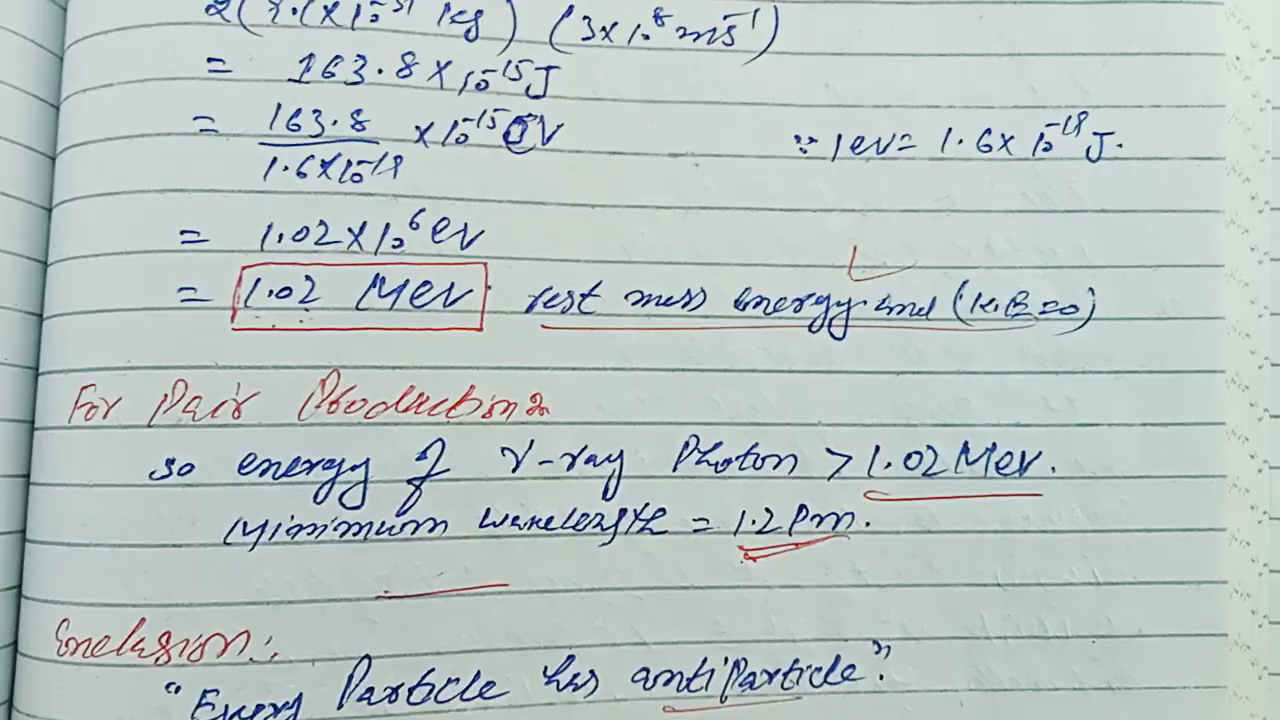 2(9.1×10⁻³¹ kg) (3×10⁸ ms⁻¹)
= 163.8×10⁻¹⁵J
= 163.8 / 1.6×10⁻¹⁹ ×10⁻¹⁵ eV ∵ 1eV= 1.6×10⁻¹⁹J.
= 1.02×10⁶ eV
= 1.02 MeV rest mass energy and (K.E=0)
For Pair Production
so energy of γ-ray Photon > 1.02 MeV.
Minimum wavelength = 1.2 Pm.
Conclusion:
"Every Particle has antiParticle".